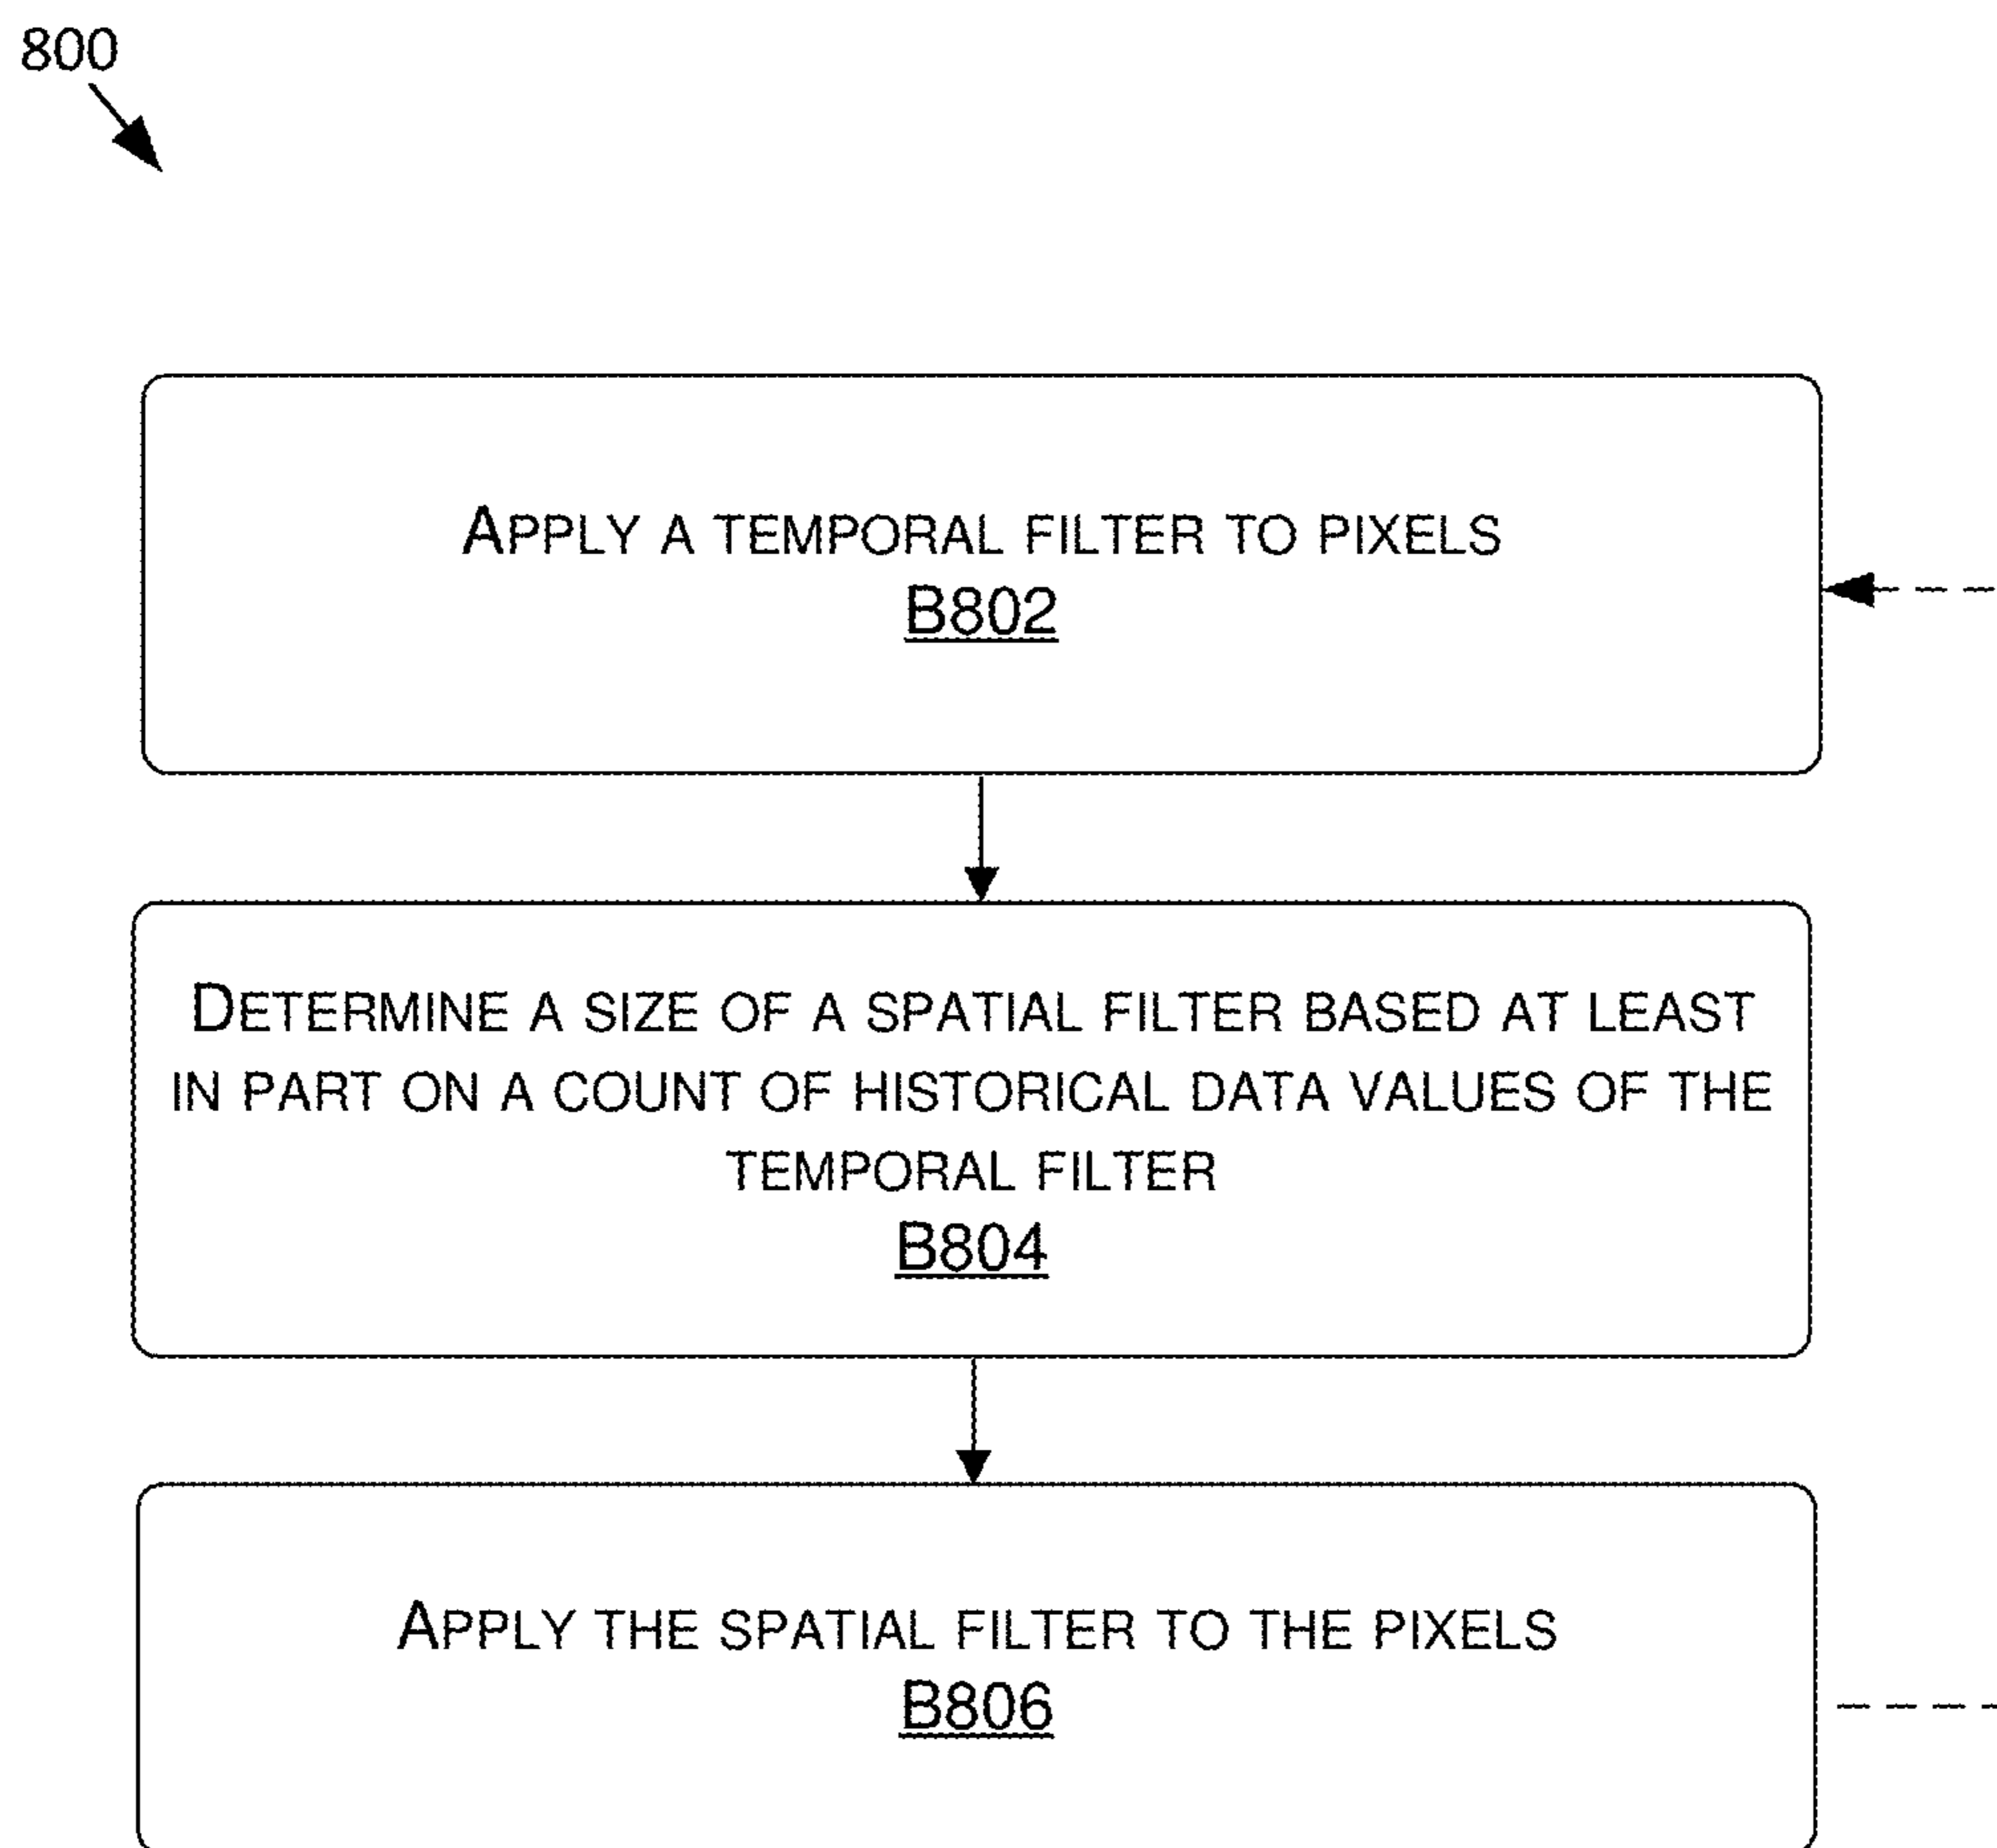 800
APPLY A TEMPORAL FILTER TO PIXELS
B802
DETERMINE A SIZE OF A SPATIAL FILTER BASED AT LEAST
IN PART ON A COUNT OF HISTORICAL DATA VALUES OF THE
TEMPORAL FILTER
B804
APPLY THE SPATIAL FILTER TO THE PIXELS
B806